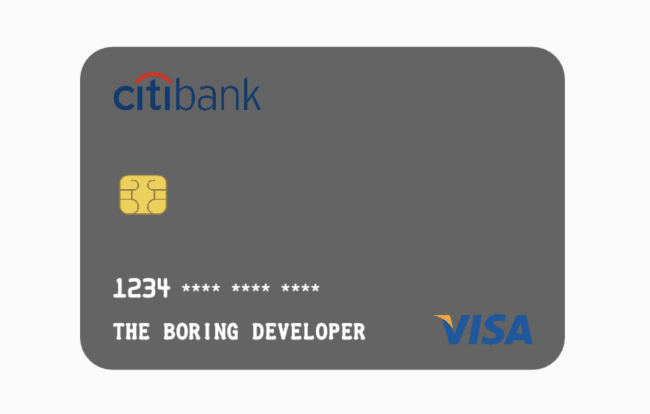 citibank
1234 **** **** ****
THE BORING DEVELOPER
VISA